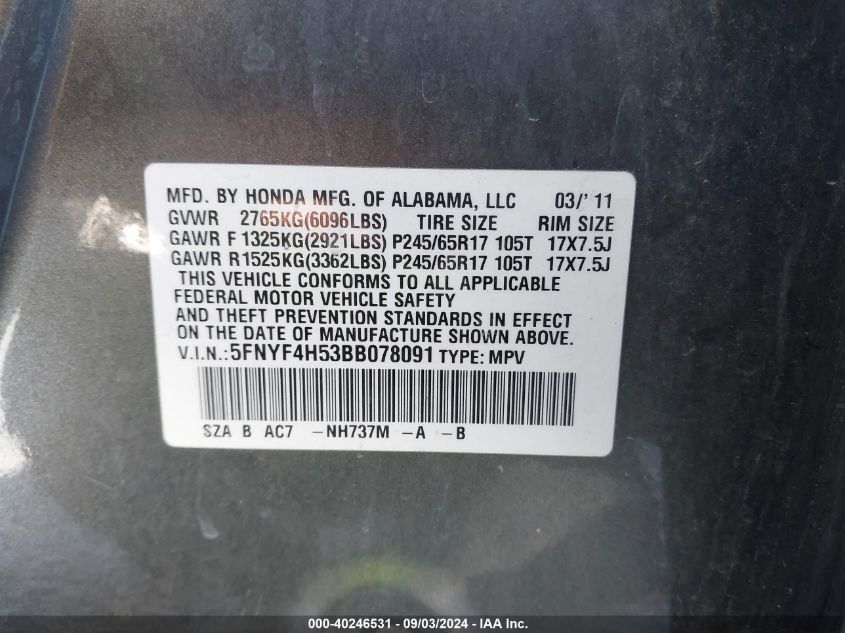 MFD. BY HONDA MFG. OF ALABAMA, LLC 03/'11
GVWR 2765KG(6096LBS) TIRE SIZE RIM SIZE
GAWR F 1325KG(2921LBS) P245/65R17 105T 17X7.5J
GAWR R1525KG(3362LBS) P245/65R17 105T 17X7.5J
THIS VEHICLE CONFORMS TO ALL APPLICABLE
FEDERAL MOTOR VEHICLE SAFETY
AND THEFT PREVENTION STANDARDS IN EFFECT
ON THE DATE OF MANUFACTURE SHOWN ABOVE.
V.I.N.: 5FNYF4H53BB078091 TYPE: MPV
SZA B AC7 -NH737M -A -B
000-40246531 - 09/03/2024 - IAA Inc.